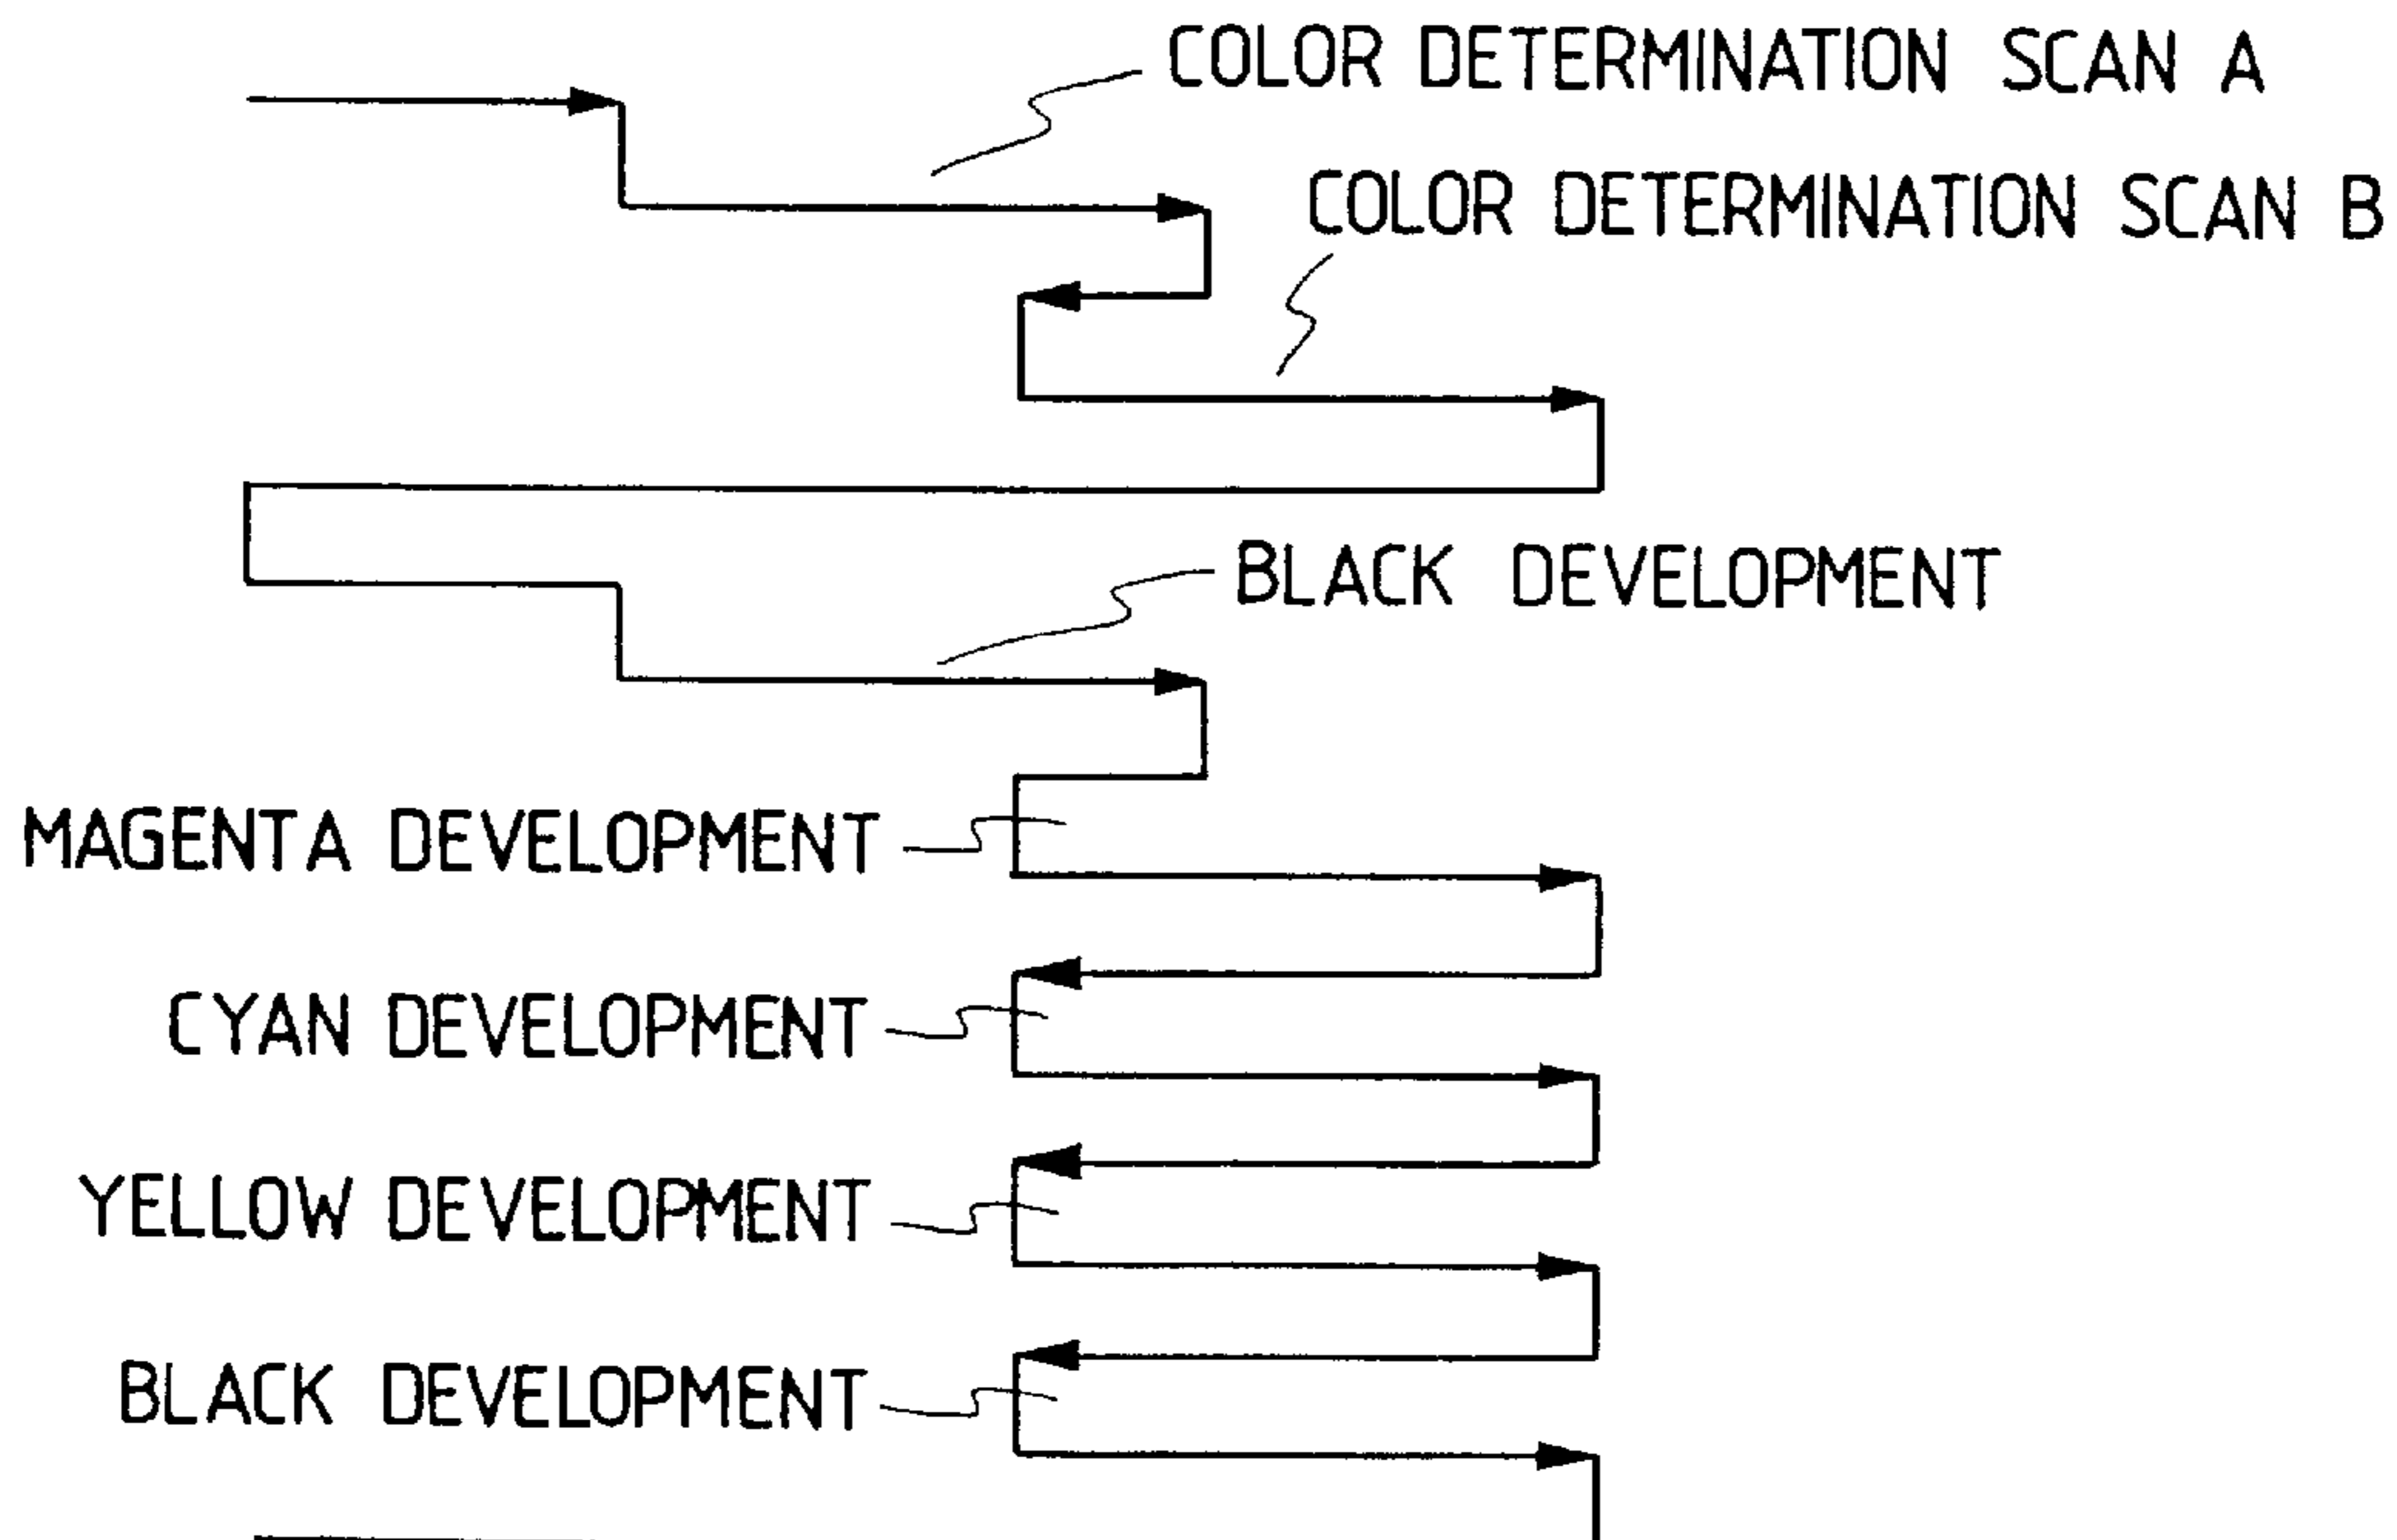 COLOR DETERMINATION SCAN A
COLOR DETERMINATION SCAN B
BLACK DEVELOPMENT
MAGENTA DEVELOPMENT
CYAN DEVELOPMENT
YELLOW DEVELOPMENT
BLACK DEVELOPMENT